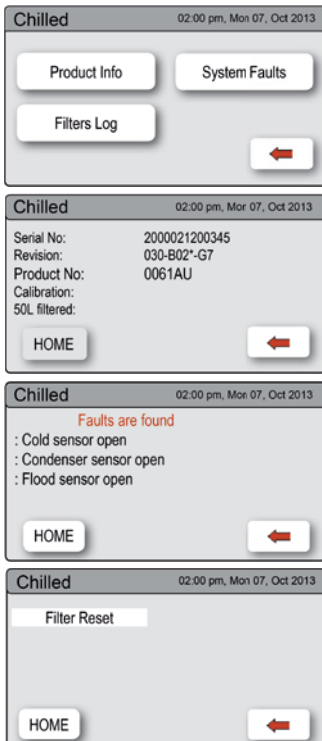 Chilled 02:00 pm, Mon 07, Oct 2013
Product Info System Faults
Filters Log
Chilled 02:00 pm, Mon 07, Oct 2013
Serial No: 2000021200345
Revision: 030-B02*-G7
Product No: 0061AU
Calibration:
50L filtered:
HOME
Chilled 02:00 pm, Mon 07, Oct 2013
Faults are found
: Cold sensor open
: Condenser sensor open
: Flood sensor open
HOME
Chilled 02:00 pm, Mon 07, Oct 2013
Filter Reset
HOME